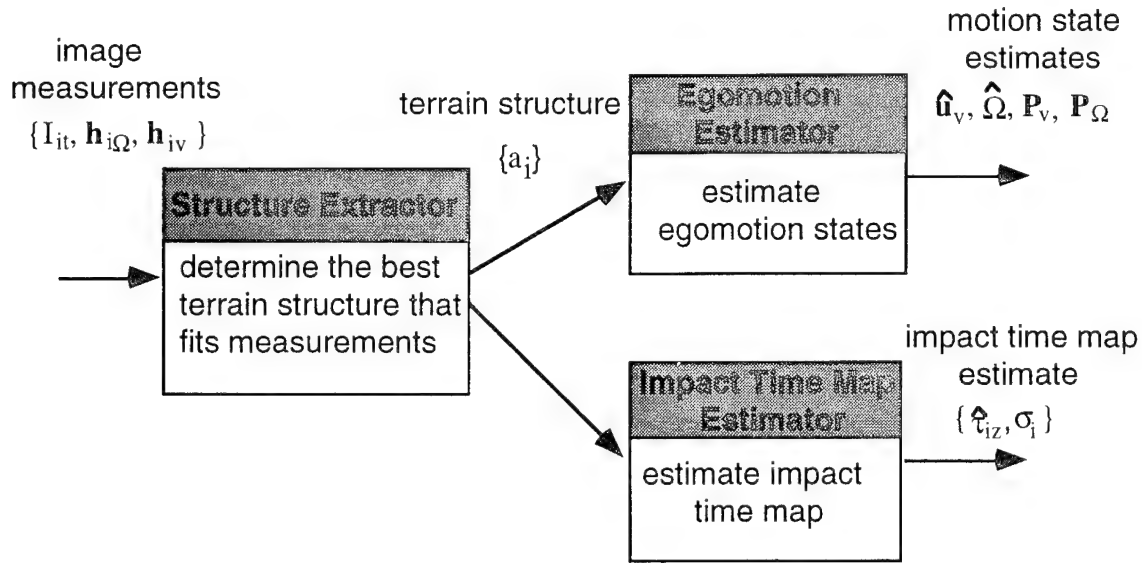 image
measurements
{I_it, h_iΩ, h_iv }
Structure Extractor
determine the best
terrain structure that
fits measurements
terrain structure
{a_i}
Egomotion
Estimator
estimate
egomotion states
motion state
estimates
û_v, Ω̂, P_v, P_Ω
Impact Time Map
Estimator
estimate impact
time map
impact time map
estimate
{ τ̂_iz, σ_i }